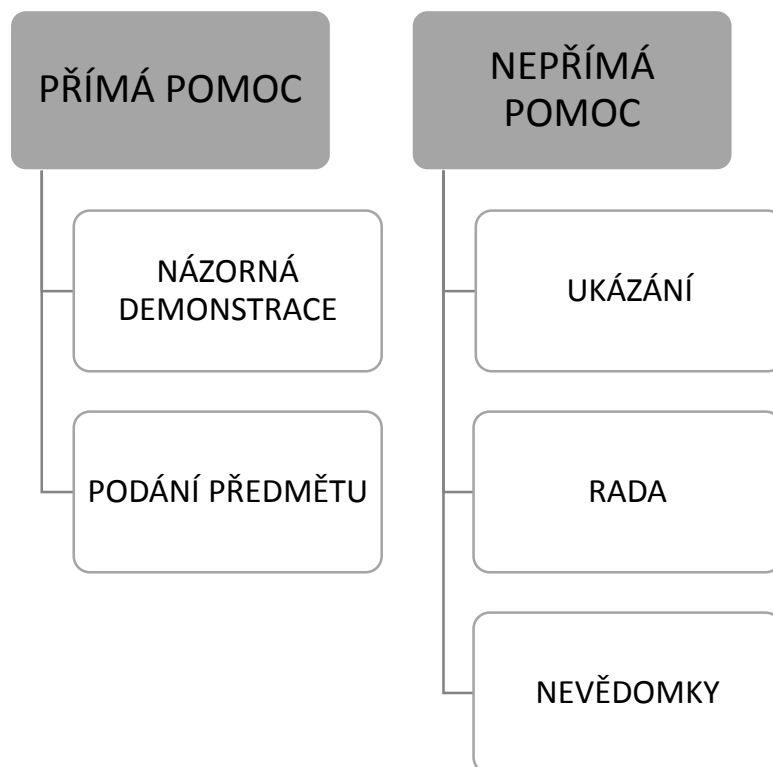 PŘÍMÁ POMOC
NÁZORNÁ
DEMONSTRACE
PODÁNÍ PŘEDMĚTU
NEPŘÍMÁ
POMOC
UKÁZÁNÍ
RADA
NEVĚDOMKY